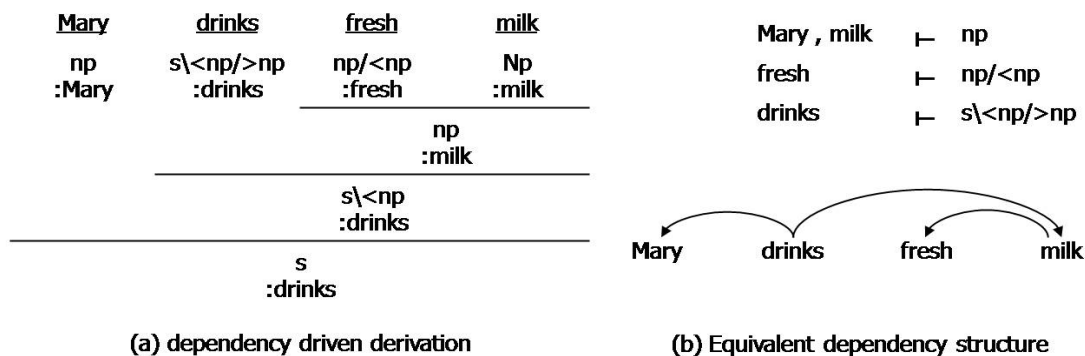 Mary drinks fresh milk
np s\<np/>np np/<np Np
:Mary :drinks :fresh :milk
np
:milk
s\<np
:drinks
s
:drinks
(a) dependency driven derivation
Mary , milk ⊢ np
fresh ⊢ np/<np
drinks ⊢ s\<np/>np
Mary drinks fresh milk
(b) Equivalent dependency structure